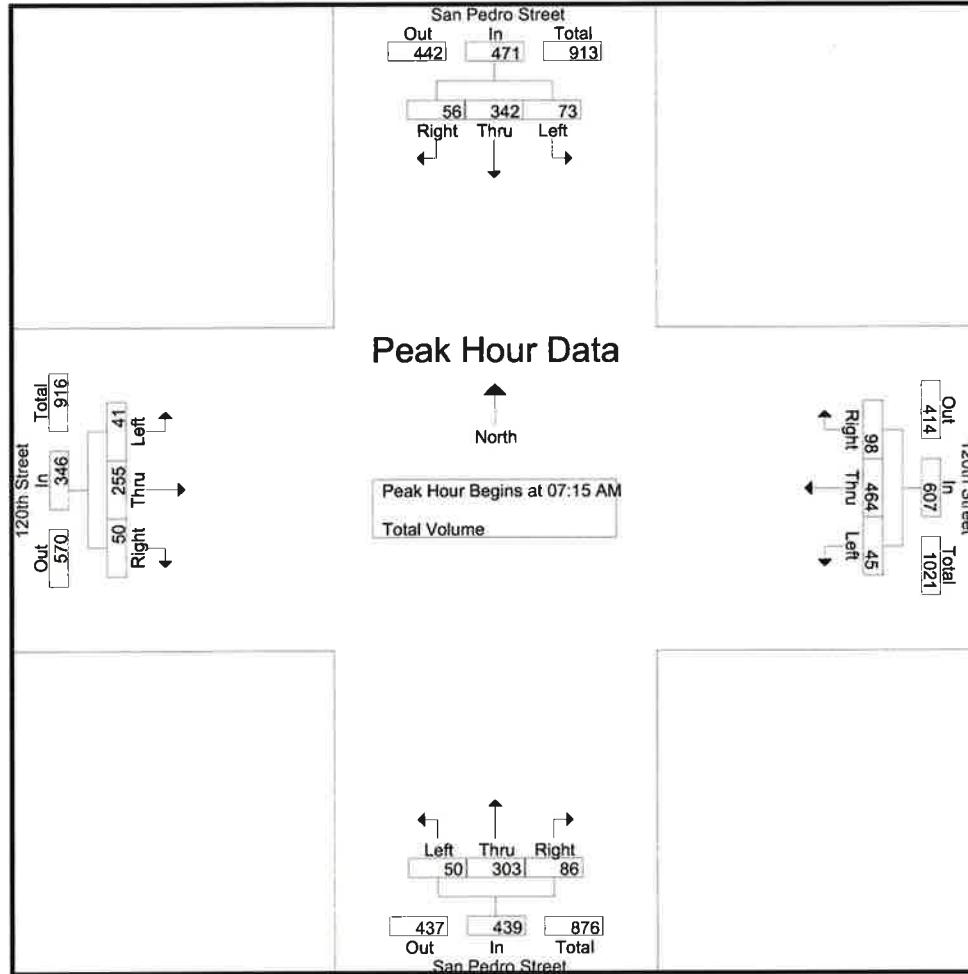 San Pedro Street
Out In Total
442 471 913
56 342 73
Right Thru Left
Peak Hour Data
North
Peak Hour Begins at 07:15 AM
Total Volume
120th Street
Total In Out
916 346 570
41 255 50
Left Thru Right
Right Thru Left
98 464 45
Out In Total
414 607 1021
120th Street
Left Thru Right
50 303 86
437 439 876
Out In Total
San Pedro Street